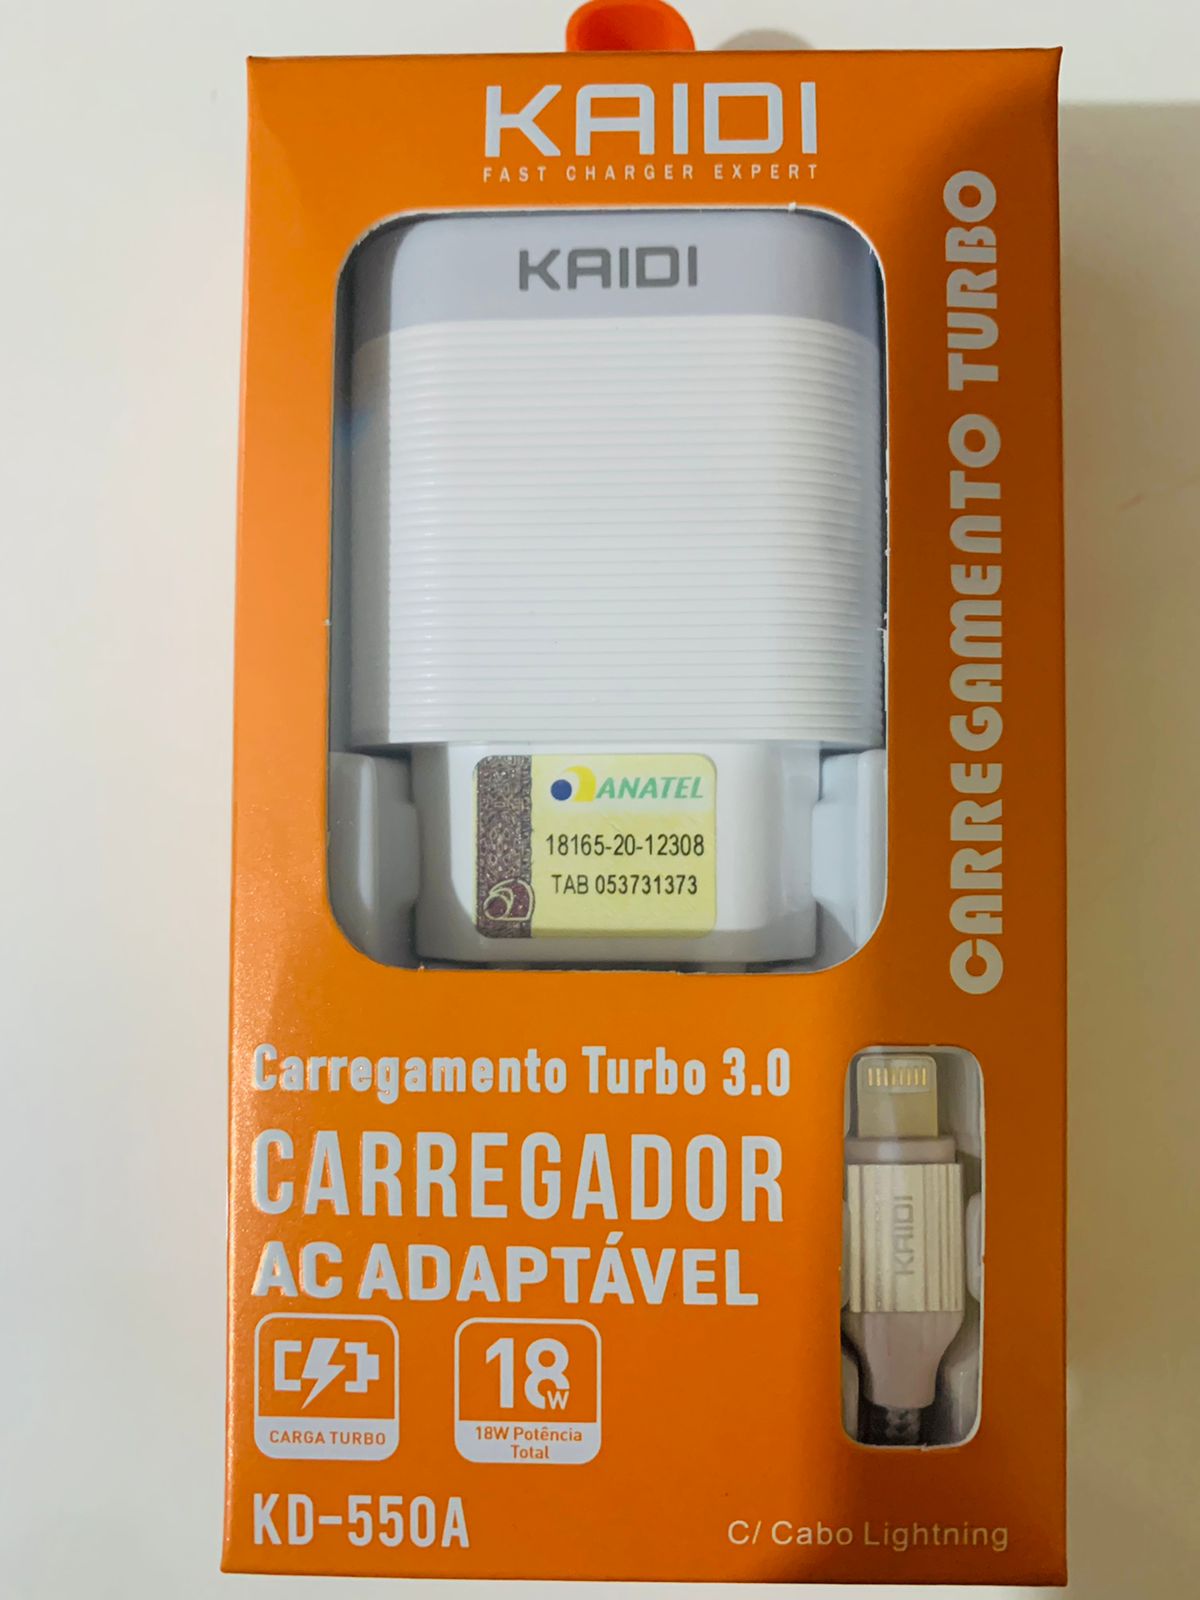 KAIDI
FAST CHARGER EXPERT
KAIDI
CARREGAMENTO TURBO
ANATEL
18165-20-12308
TAB 053731373
Carregamento Turbo 3.0
CARREGADOR
AC ADAPTÁVEL
CARGA TURBO
18W
18W Potência
Total
KAIDI
KD-550A
C/ Cabo Lightning